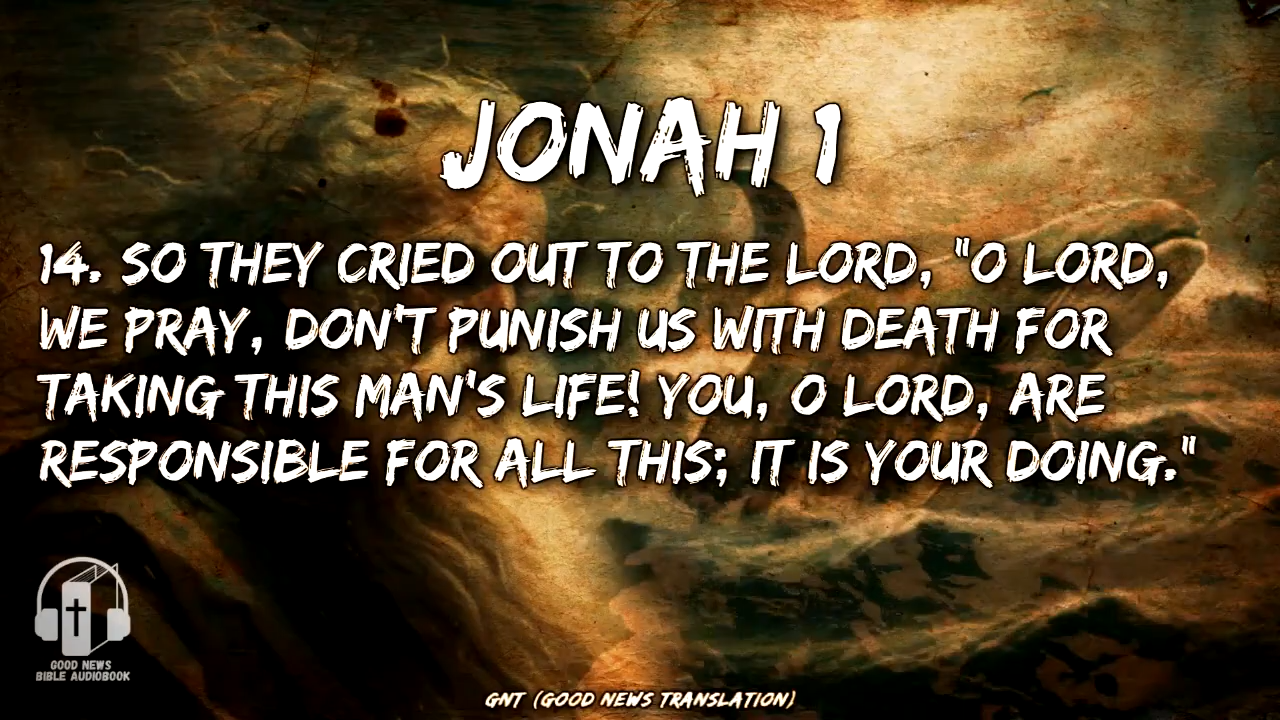 JONAH 1
14. SO THEY CRIED OUT TO THE LORD, "O LORD,
WE PRAY, DON'T PUNISH US WITH DEATH FOR
TAKING THIS MAN'S LIFE! YOU, O LORD, ARE
RESPONSIBLE FOR ALL THIS; IT IS YOUR DOING."
GOOD NEWS
BIBLE AUDIOBOOK
GNT (GOOD NEWS TRANSLATION)